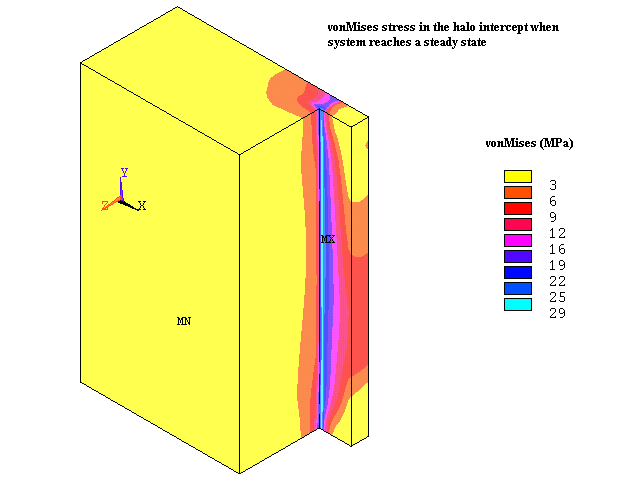 vonMises stress in the halo intercept when
system reaches a steady state
vonMises (MPa)
Y
Z
X
3
6
9
12
16
19
22
25
29
MX
MN